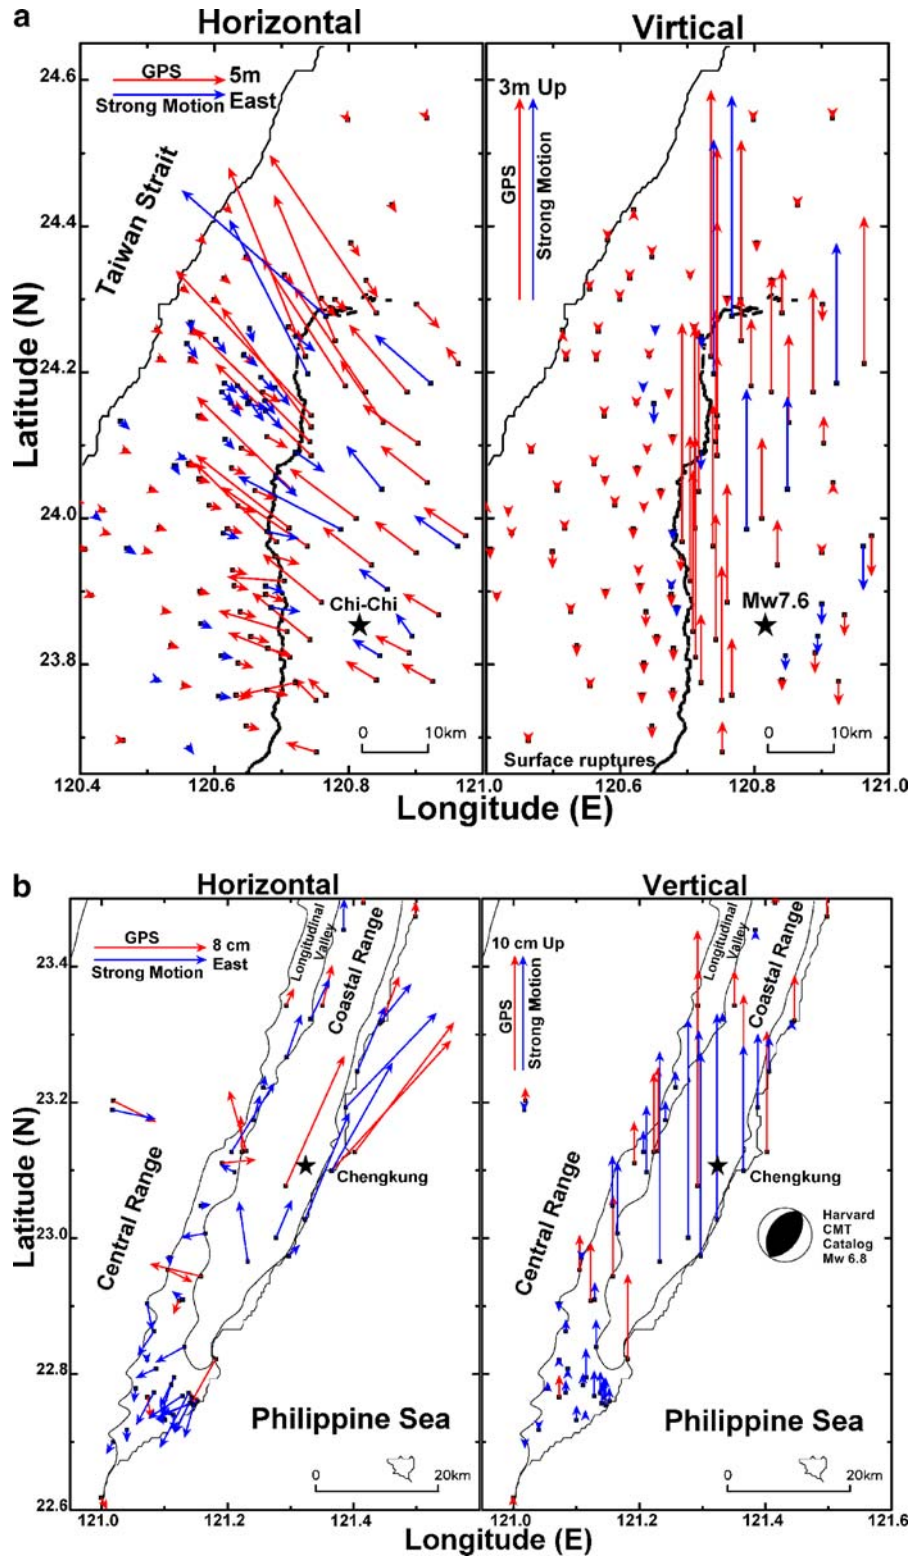 a
Horizontal
Virtical
24.6
24.4
24.2
24.0
23.8
Latitude (N)
GPS
5m
Strong Motion
East
Taiwan Strait
Chi-Chi
0
10km
3m Up
GPS
Strong Motion
Mw7.6
Surface ruptures
0
10km
120.4
120.6
120.8
121.0
120.6
120.8
121.0
Longitude (E)
b
Horizontal
Vertical
23.4
23.2
23.0
22.8
22.6
Latitude (N)
GPS
8 cm
Strong Motion
East
Longitudinal
Valley
Coastal Range
Central Range
Chengkung
Philippine Sea
0
20km
10 cm Up
GPS
Strong Motion
Longitudinal
Valley
Coastal Range
Central Range
Chengkung
Harvard
CMT
Catalog
Mw 6.8
Philippine Sea
0
20km
121.0
121.2
121.4
121.0
121.2
121.4
121.6
Longitude (E)